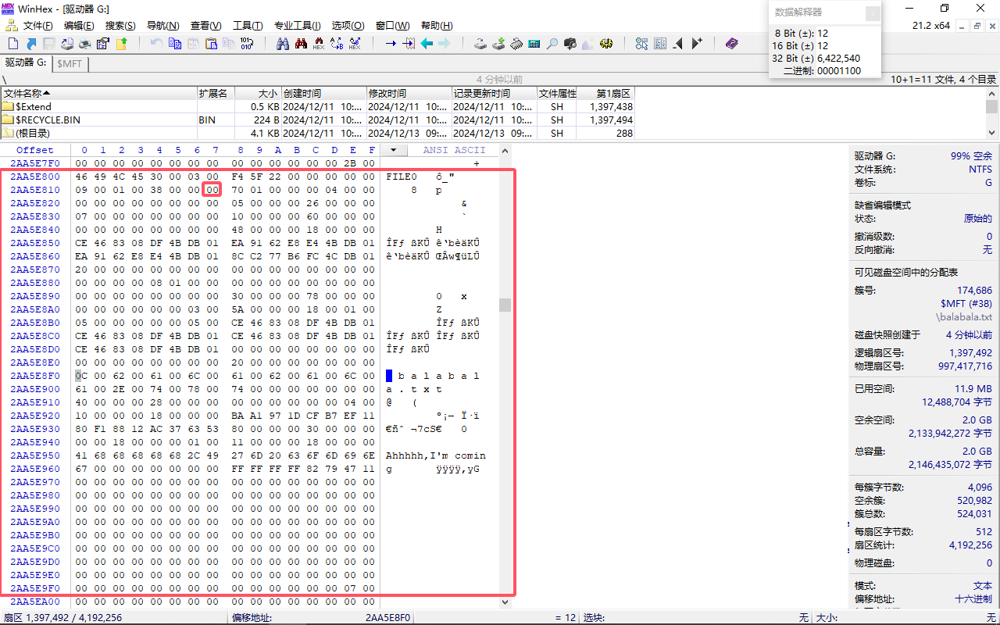 WinHex - [驱动器 G:]
文件(F) 编辑(E) 搜索(S) 导航(N) 查看(V) 工具(T) 专业工具(I) 选项(O) 窗口(W) 帮助(H)
21.2 x64
数据解释器
8 Bit (±): 12
16 Bit (±): 12
32 Bit (±): 6,422,540
二进制: 00001100
驱动器 G: $MFT
\ 4 分钟以前 10+1=11 文件, 4 个目录
文件名称 扩展名 大小 创建时间 修改时间 记录更新时间 文件属性 第1扇区
$Extend 0.5 KB 2024/12/11 10:... 2024/12/11 10:... 2024/12/11 10:... SH 1,397,438
$RECYCLE.BIN BIN 224 B 2024/12/11 10:... 2024/12/11 10:... 2024/12/11 10:... SH 1,397,494
(根目录) 4.1 KB 2024/12/11 10:... 2024/12/13 09:... 2024/12/13 09:... SH 288
Offset 0 1 2 3 4 5 6 7 8 9 A B C D E F ANSI ASCII
2AA5E7F0 00 00 00 00 00 00 00 00 00 00 00 00 00 00 2B 00 +
2AA5E800 46 49 4C 45 30 00 03 00 F4 5F 22 00 00 00 00 00 FILE0 ô_"
2AA5E810 09 00 01 00 38 00 00 00 70 01 00 00 00 04 00 00 8 p
2AA5E820 00 00 00 00 00 00 00 00 05 00 00 00 26 00 00 00 &
2AA5E830 07 00 00 00 00 00 00 00 10 00 00 00 60 00 00 00 `
2AA5E840 00 00 00 00 00 00 00 00 48 00 00 00 18 00 00 00 H
2AA5E850 CE 46 83 08 DF 4B DB 01 EA 91 62 E8 E4 4B DB 01 ÎFƒ ßKÛ ê‘bèäKÛ
2AA5E860 EA 91 62 E8 E4 4B DB 01 8C C2 77 B6 FC 4C DB 01 ê‘bèäKÛ ŒÂw¶üLÛ
2AA5E870 20 00 00 00 00 00 00 00 00 00 00 00 00 00 00 00
2AA5E880 00 00 00 00 08 01 00 00 00 00 00 00 00 00 00 00
2AA5E890 00 00 00 00 00 00 00 00 30 00 00 00 78 00 00 00 0 x
2AA5E8A0 00 00 00 00 00 00 03 00 5A 00 00 00 18 00 01 00 Z
2AA5E8B0 05 00 00 00 00 00 05 00 CE 46 83 08 DF 4B DB 01 ÎFƒ ßKÛ
2AA5E8C0 CE 46 83 08 DF 4B DB 01 CE 46 83 08 DF 4B DB 01 ÎFƒ ßKÛ ÎFƒ ßKÛ
2AA5E8D0 CE 46 83 08 DF 4B DB 01 00 00 00 00 00 00 00 00 ÎFƒ ßKÛ
2AA5E8E0 00 00 00 00 00 00 00 00 20 00 00 00 00 00 00 00
2AA5E8F0 0C 00 62 00 61 00 6C 00 61 00 62 00 61 00 6C 00 b a l a b a l
2AA5E900 61 00 2E 00 74 00 78 00 74 00 00 00 00 00 00 00 a . t x t
2AA5E910 40 00 00 00 28 00 00 00 00 00 00 00 00 00 04 00 @ (
2AA5E920 10 00 00 00 18 00 00 00 BA A1 97 1D CF B7 EF 11 º¡— Ï·ï
2AA5E930 80 F1 88 12 AC 37 63 53 80 00 00 00 30 00 00 00 €ñˆ ¬7cS€ 0
2AA5E940 00 00 18 00 00 00 01 00 11 00 00 00 18 00 00 00
2AA5E950 41 68 68 68 68 68 2C 49 27 6D 20 63 6F 6D 69 6E Ahhhhh,I'm comin
2AA5E960 67 00 00 00 00 00 00 00 FF FF FF FF 82 79 47 11 g ÿÿÿÿ‚yG
2AA5E970 00 00 00 00 00 00 00 00 00 00 00 00 00 00 00 00
2AA5E980 00 00 00 00 00 00 00 00 00 00 00 00 00 00 00 00
2AA5E990 00 00 00 00 00 00 00 00 00 00 00 00 00 00 00 00
2AA5E9A0 00 00 00 00 00 00 00 00 00 00 00 00 00 00 00 00
2AA5E9B0 00 00 00 00 00 00 00 00 00 00 00 00 00 00 00 00
2AA5E9C0 00 00 00 00 00 00 00 00 00 00 00 00 00 00 00 00
2AA5E9D0 00 00 00 00 00 00 00 00 00 00 00 00 00 00 00 00
2AA5E9E0 00 00 00 00 00 00 00 00 00 00 00 00 00 00 00 00
2AA5E9F0 00 00 00 00 00 00 00 00 00 00 00 00 00 00 07 00
2AA5EA00 00 00 00 00 00 00 00 00 00 00 00 00 00 00 00 00
驱动器 G: 99% 空余
文件系统: NTFS
卷标: G
缺省编辑模式
状态: 原始的
撤消级数: 0
反向撤消: 无
可见磁盘空间中的分配表
簇号: 174,686
$MFT (#38)
\balabala.txt
磁盘快照创建于 4 分钟以前
逻辑扇区号: 1,397,492
物理扇区号: 997,417,716
已用空间: 11.9 MB
12,488,704 字节
空余空间: 2.0 GB
2,133,942,272 字节
总容量: 2.0 GB
2,146,435,072 字节
每簇字节数: 4,096
空余簇: 520,982
簇总数: 524,031
每扇区字节数: 512
扇区统计: 4,192,256
物理磁盘: 0
模式: 文本
偏移地址: 十六进制
扇区 1,397,492 / 4,192,256 偏移地址: 2AA5E8F0 = 12 选块: 无 大小: 无